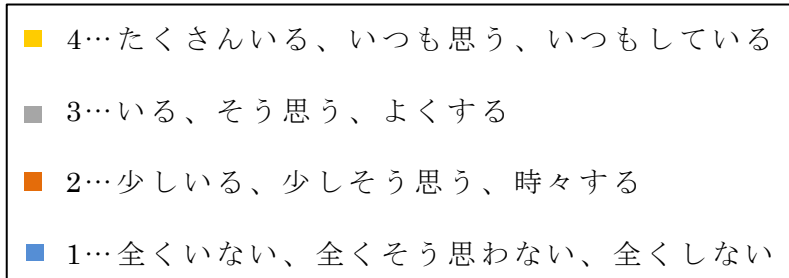 4…たくさんいる、いつも思う、いつもしている
3…いる、そう思う、よくする
2…少しいる、少しそう思う、時々する
1…全くいない、全くそう思わない、全くしない